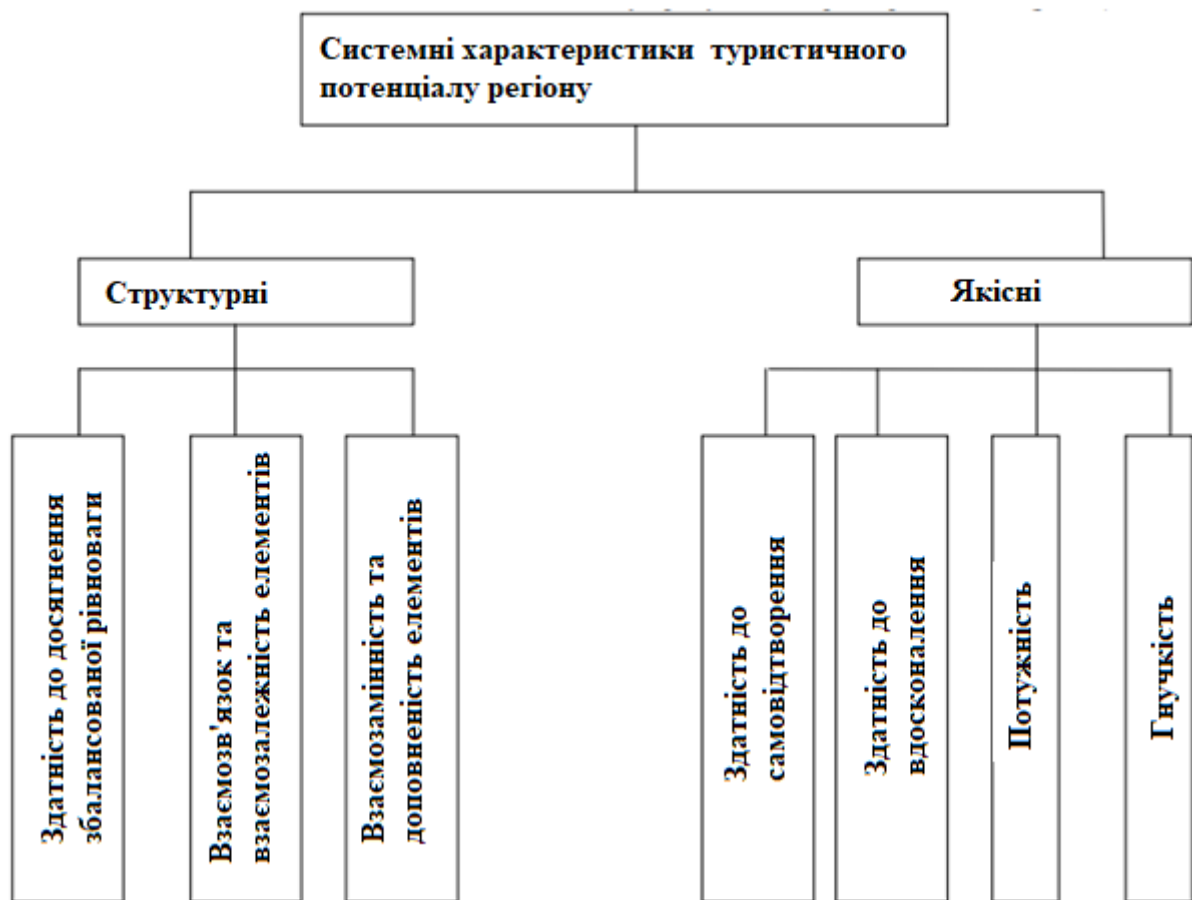 Системні характеристики туристичного
потенціалу регіону
Структурні
Якісні
Здатність до досягнення
збалансованої рівноваги
Взаємозв'язок та
взаємозалежність елементів
Взаємозамінність та
доповненість елементів
Здатність до
самовідтворення
Здатність до
вдосконалення
Потужність
Гнучкість